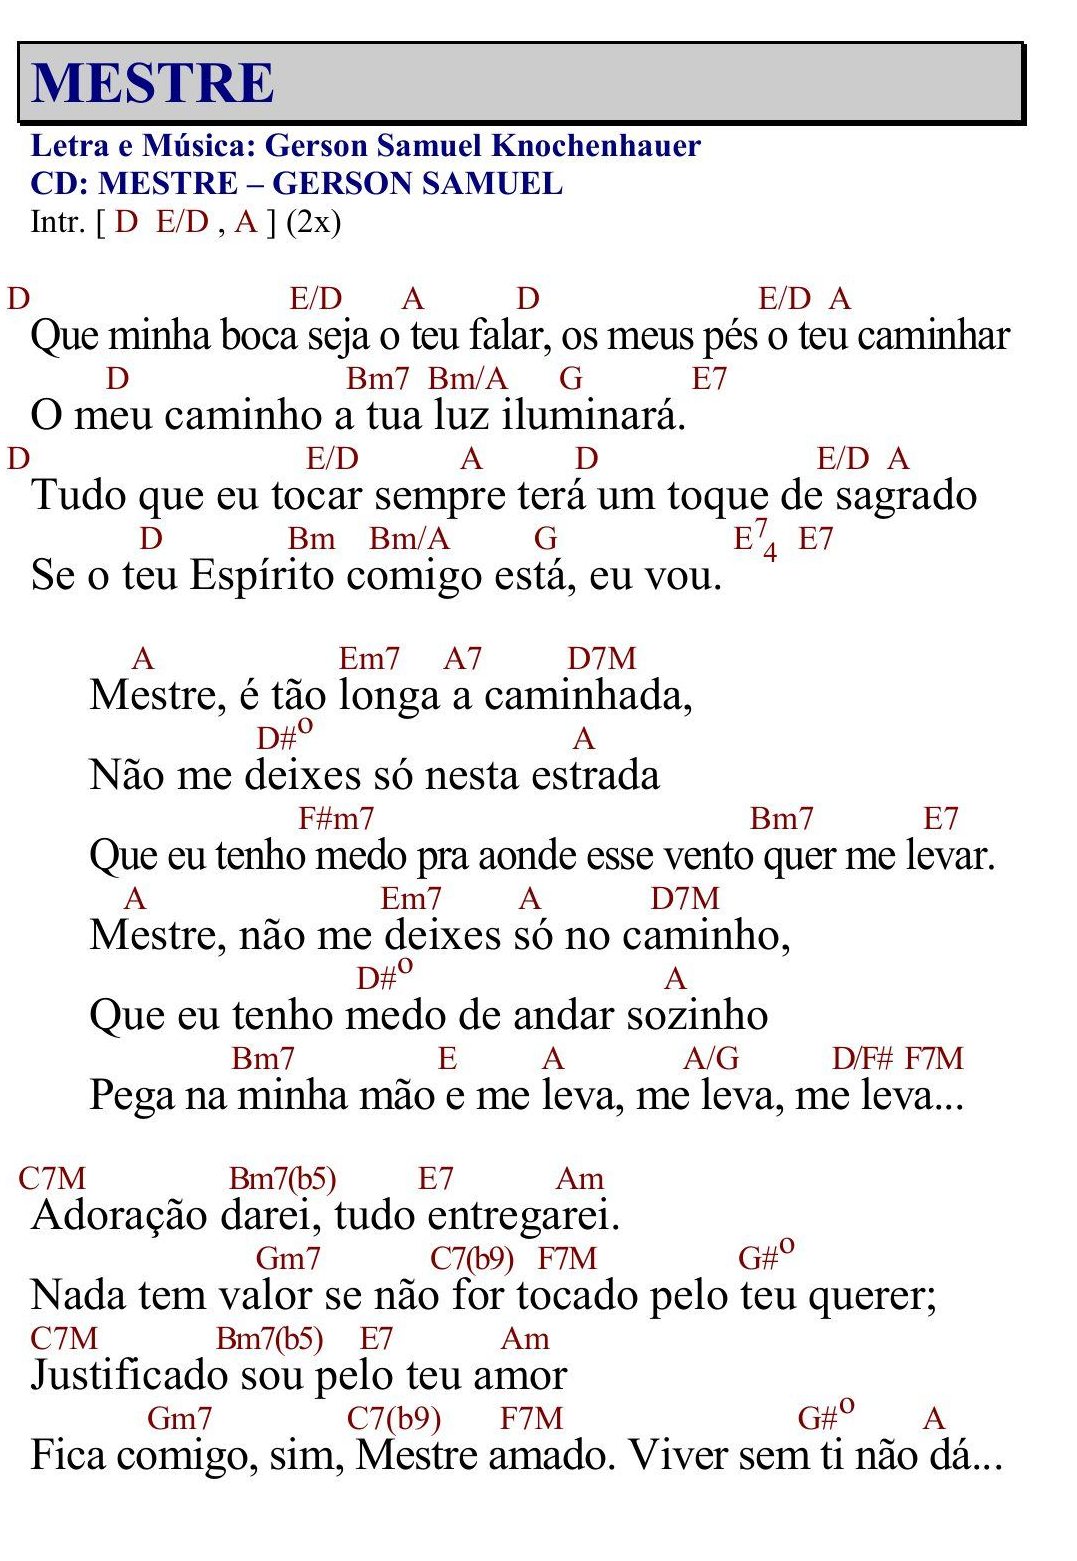 MESTRE
Letra e Música: Gerson Samuel Knochenhauer
CD: MESTRE – GERSON SAMUEL
Intr. [ D E/D , A ] (2x)
D E/D A D E/D A
Que minha boca seja o teu falar, os meus pés o teu caminhar
D Bm7 Bm/A G E7
O meu caminho a tua luz iluminará.
D E/D A D E/D A
Tudo que eu tocar sempre terá um toque de sagrado
D Bm Bm/A G E7 4 E7
Se o teu Espírito comigo está, eu vou.
A Em7 A7 D7M
Mestre, é tão longa a caminhada,
D#º A
Não me deixes só nesta estrada
F#m7 Bm7 E7
Que eu tenho medo pra aonde esse vento quer me levar.
A Em7 A D7M
Mestre, não me deixes só no caminho,
D#º A
Que eu tenho medo de andar sozinho
Bm7 E A A/G D/F# F7M
Pega na minha mão e me leva, me leva, me leva...
C7M Bm7(b5) E7 Am
Adoração darei, tudo entregarei.
Gm7 C7(b9) F7M G#º
Nada tem valor se não for tocado pelo teu querer;
C7M Bm7(b5) E7 Am
Justificado sou pelo teu amor
Gm7 C7(b9) F7M G#º A
Fica comigo, sim, Mestre amado. Viver sem ti não dá...